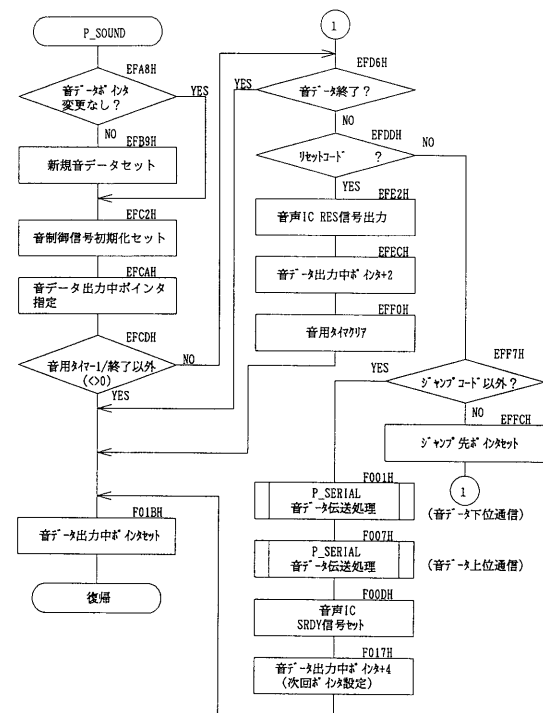 P_SOUND
EFA8H
音ﾃﾞｰﾀﾎﾟｲﾝﾀ
変更なし？
YES
NO
EFB9H
新規音データセット
EFC2H
音制御信号初期化セット
EFCAH
音データ出力中ポインタ
指定
EFCDH
音用ﾀｲﾏｰ1/終了以外
(<>0)
NO
YES
F01BH
音ﾃﾞｰﾀ出力中ﾎﾟｲﾝﾀｾｯﾄ
復帰
1
EFD6H
音ﾃﾞｰﾀ終了？
YES
NO
EFDDH
ﾘｾｯﾄｺｰﾄﾞ ？
NO
YES
EFE2H
音声IC RES信号出力
EFECH
音ﾃﾞｰﾀ出力中ﾎﾟｲﾝﾀ+2
EFF0H
音用ﾀｲﾏｸﾘｱ
EFF7H
ｼﾞｬﾝﾌﾟｺｰﾄﾞ以外？
YES
NO
EFFCH
ｼﾞｬﾝﾌﾟ先ﾎﾟｲﾝﾀｾｯﾄ
1
F001H
P_SERIAL
音ﾃﾞｰﾀ伝送処理
(音ﾃﾞｰﾀ下位通信)
F007H
P_SERIAL
音ﾃﾞｰﾀ伝送処理
(音ﾃﾞｰﾀ上位通信)
F00DH
音声IC
SRDY信号ｾｯﾄ
F017H
音ﾃﾞｰﾀ出力中ﾎﾟｲﾝﾀ+4
(次回ﾎﾟｲﾝﾀ設定)